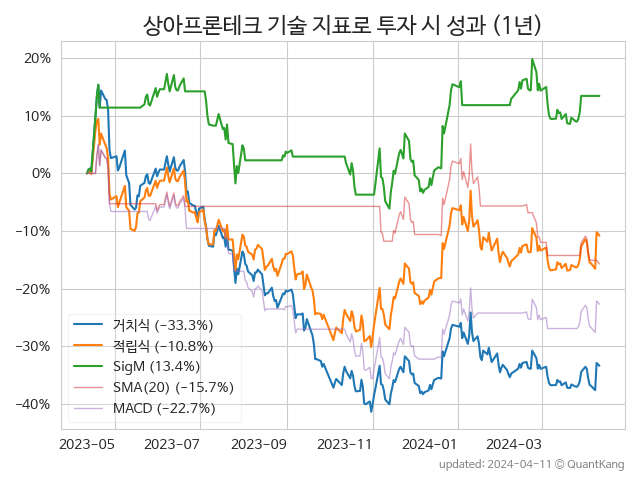 상아프론테크 기술 지표로 투자 시 성과 (1년)
20%
10%
0%
−10%
−20%
−30%
−40%
거치식 (−33.3%)
적립식 (−10.8%)
SigM (13.4%)
SMA(20) (−15.7%)
MACD (−22.7%)
2023−05 2023−07 2023−09 2023−11 2024−01 2024−03
updated: 2024−04−11 © QuantKang